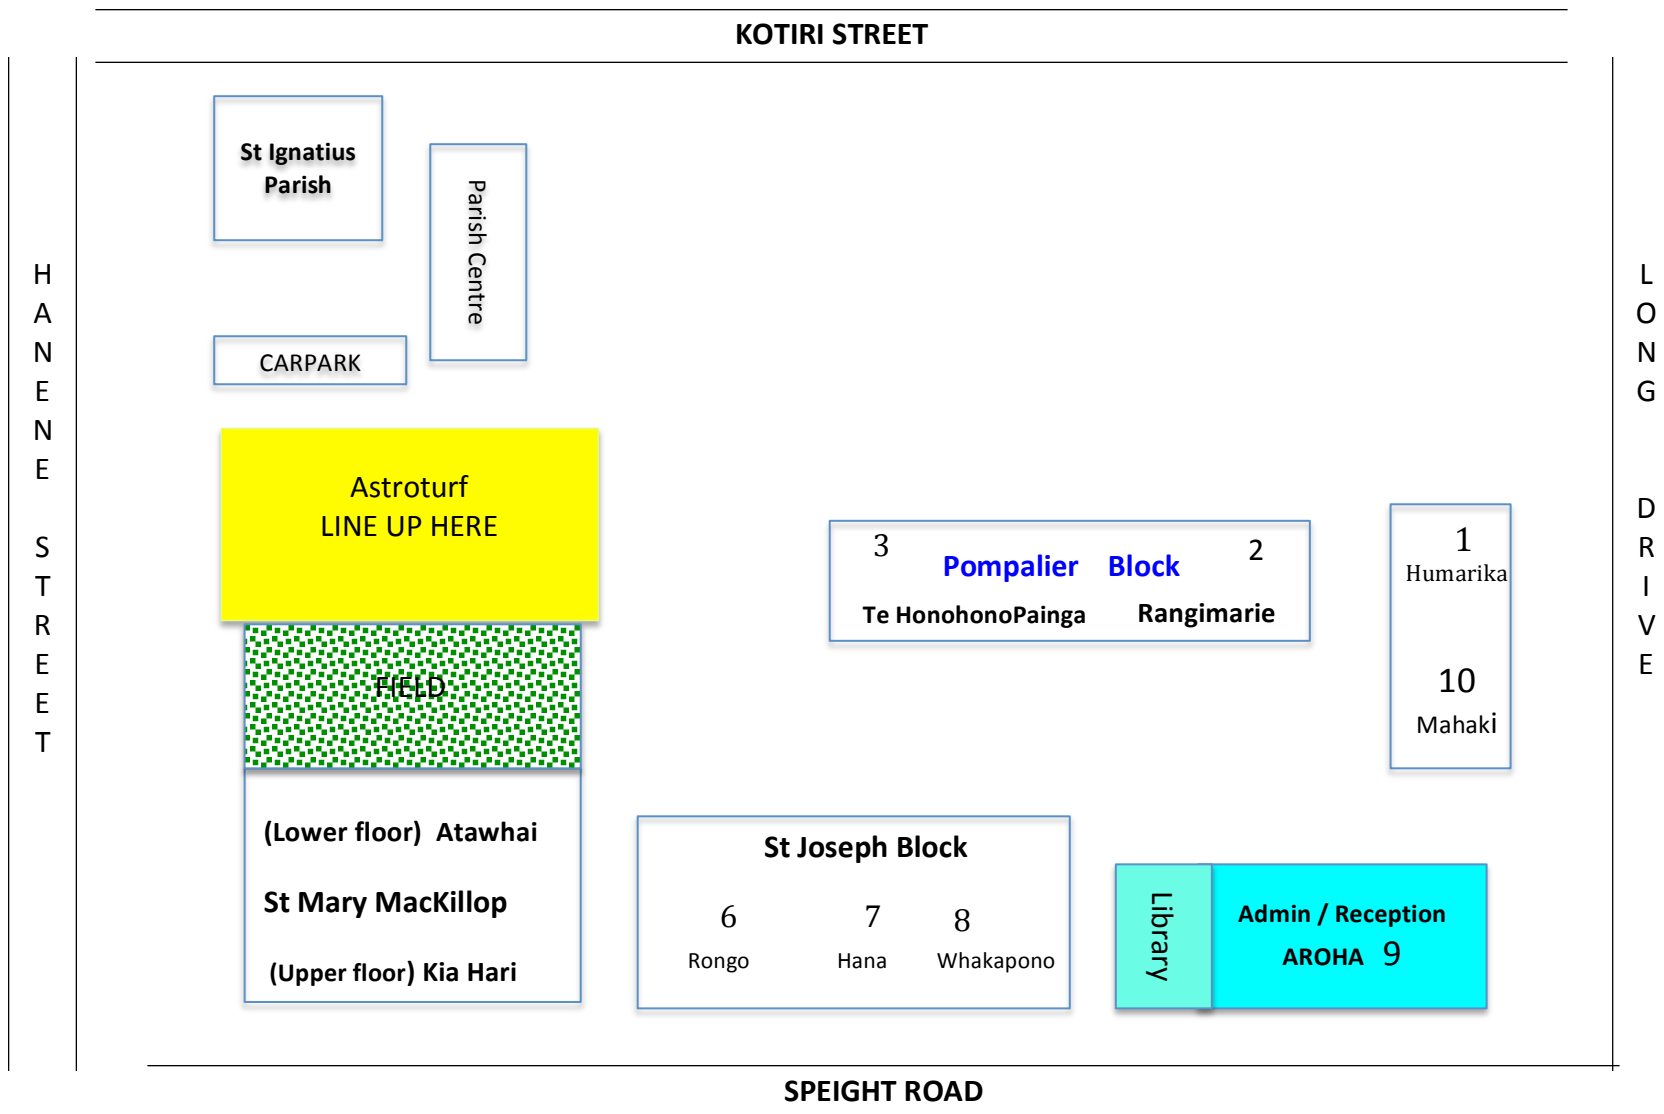 KOTIRI STREET
HANENE STREET
LONG DRIVE
St Ignatius
Parish
Parish Centre
CARPARK
Astroturf
LINE UP HERE
FIELD
3
Pompalier Block
2
Te HonohonoPainga
Rangimarie
1
Humarika
10
Mahaki
(Lower floor) Atawhai
St Mary MacKillop
(Upper floor) Kia Hari
St Joseph Block
6
7
8
Rongo
Hana
Whakapono
Library
Admin / Reception
AROHA 9
SPEIGHT ROAD